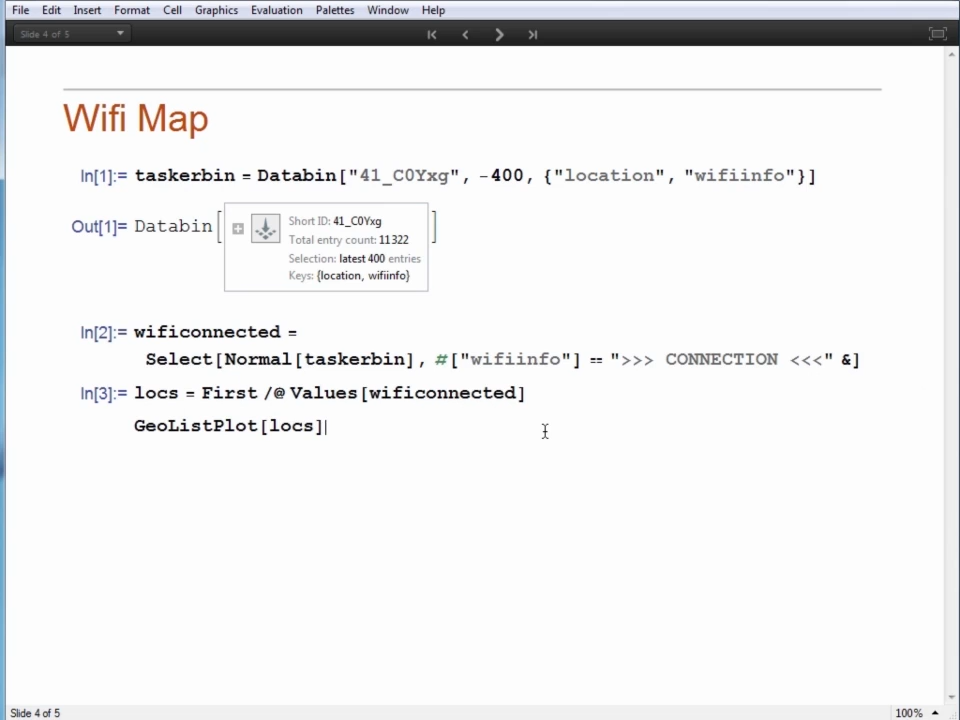 File Edit Insert Format Cell Graphics Evaluation Palettes Window Help
Slide 4 of 5
Wifi Map
In[1]:= taskerbin = Databin["41_C0Yxg", -400, {"location", "wifiinfo"}]
Out[1]= Databin[
Short ID: 41_C0Yxg
Total entry count: 11322
Selection: latest 400 entries
Keys: {location, wifiinfo}
]
In[2]:= wificonnected =
Select[Normal[taskerbin], #["wifiinfo"] == ">>> CONNECTION <<<" &]
In[3]:= locs = First /@ Values[wificonnected]
GeoListPlot[locs]
Slide 4 of 5 100%